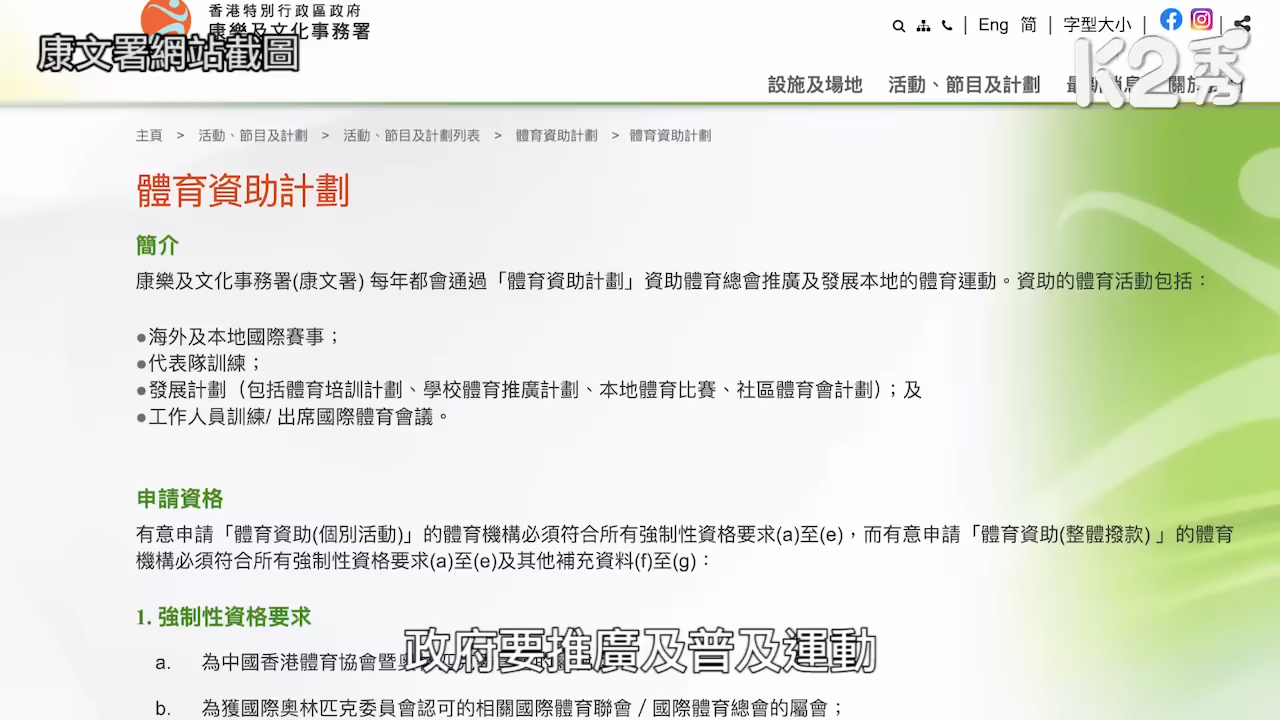 香港特別行政區政府
康樂及文化事務署
康文署網站截圖
Eng 简 | 字型大小
K2秀
設施及場地 活動、節目及計劃
主頁 > 活動、節目及計劃 > 活動、節目及計劃列表 > 體育資助計劃 > 體育資助計劃
體育資助計劃
簡介
康樂及文化事務署(康文署) 每年都會通過「體育資助計劃」資助體育總會推廣及發展本地的體育運動。資助的體育活動包括：
●海外及本地國際賽事；
●代表隊訓練；
●發展計劃（包括體育培訓計劃、學校體育推廣計劃、本地體育比賽、社區體育會計劃）；及
●工作人員訓練/ 出席國際體育會議。
申請資格
有意申請「體育資助(個別活動)」的體育機構必須符合所有強制性資格要求(a)至(e)，而有意申請「體育資助(整體撥款) 」的體育
機構必須符合所有強制性資格要求(a)至(e)及其他補充資料(f)至(g)：
1. 強制性資格要求
a. 為中國香港體育協會暨
政府要推廣及普及運動
b. 為獲國際奧林匹克委員會認可的相關國際體育聯會 / 國際體育總會的屬會；